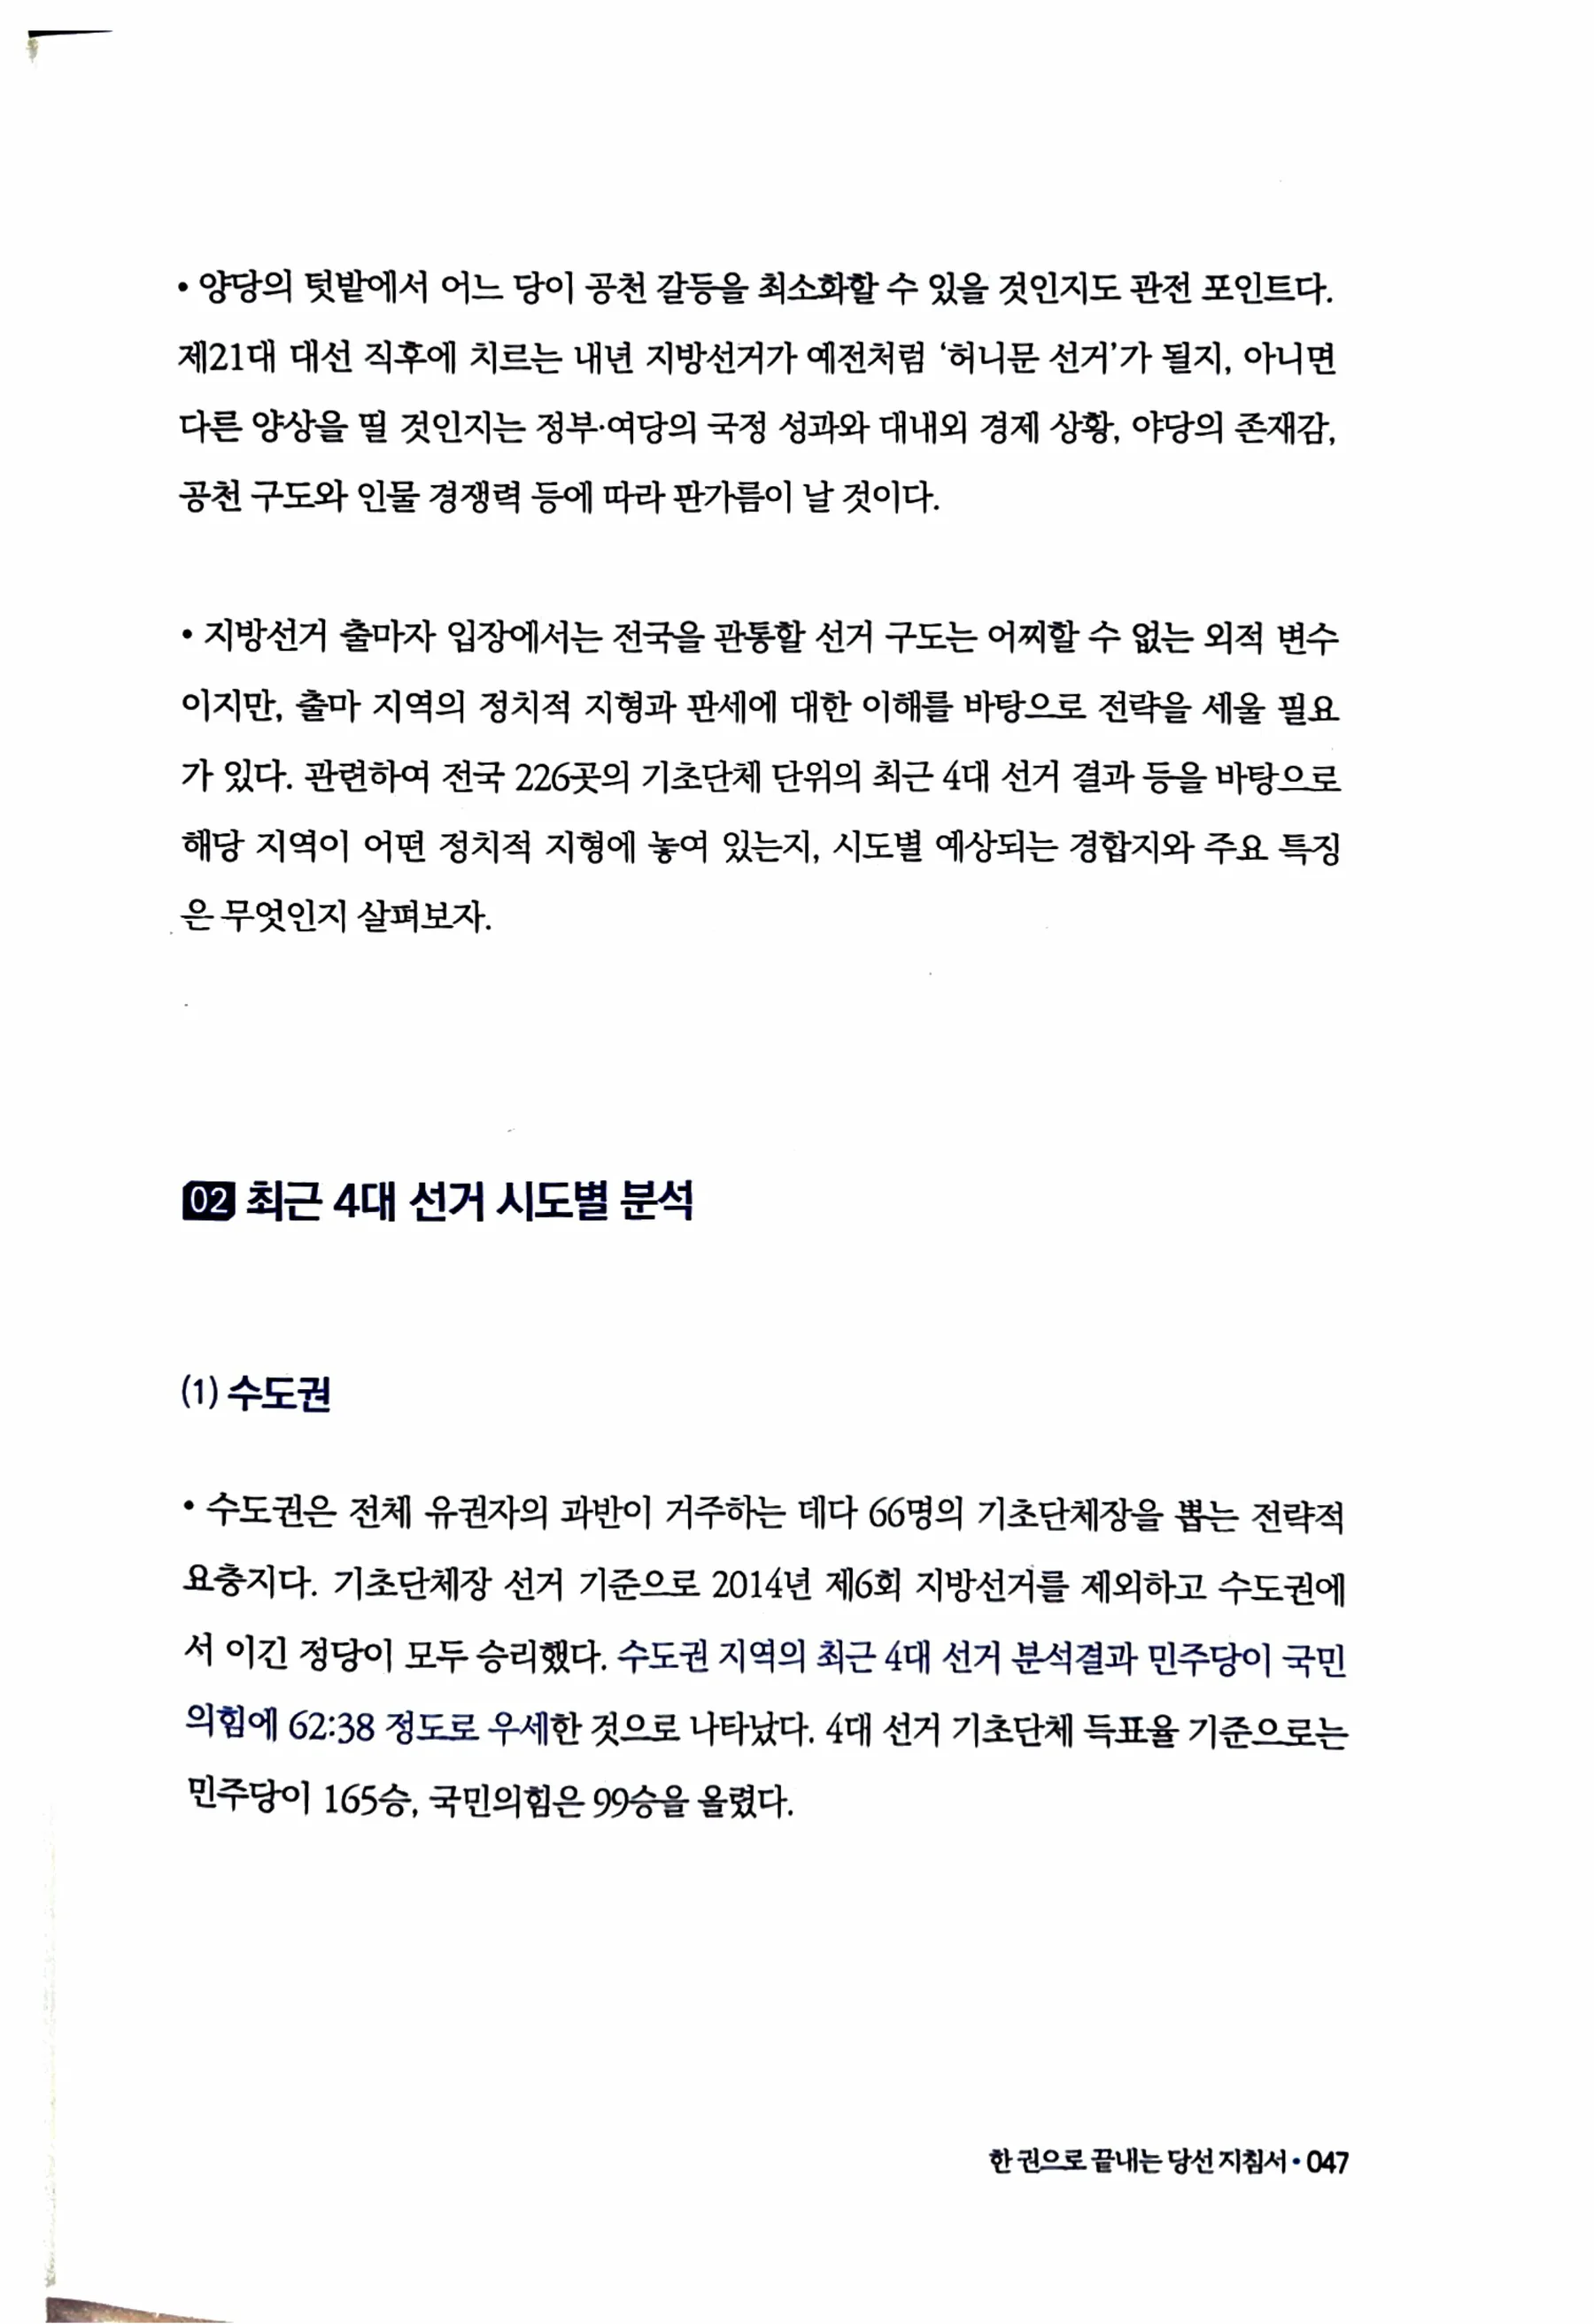 • 양당의 텃밭에서 어느 당이 공천 갈등을 최소화할 수 있을 것인지도 관전 포인트다.
제21대 대선 직후에 치르는 내년 지방선거가 예전처럼 ‘허니문 선거’가 될지, 아니면
다른 양상을 띨 것인지는 정부·여당의 국정 성과와 대내외 경제 상황, 야당의 존재감,
공천 구도와 인물 경쟁력 등에 따라 판가름이 날 것이다.
• 지방선거 출마자 입장에서는 전국을 관통할 선거 구도는 어찌할 수 없는 외적 변수
이지만, 출마 지역의 정치적 지형과 판세에 대한 이해를 바탕으로 전략을 세울 필요
가 있다. 관련하여 전국 226곳의 기초단체 단위의 최근 4대 선거 결과 등을 바탕으로
해당 지역이 어떤 정치적 지형에 놓여 있는지, 시도별 예상되는 경합지와 주요 특징
은 무엇인지 살펴보자.
02 최근 4대 선거 시도별 분석
(1) 수도권
• 수도권은 전체 유권자의 과반이 거주하는 데다 66명의 기초단체장을 뽑는 전략적
요충지다. 기초단체장 선거 기준으로 2014년 제6회 지방선거를 제외하고 수도권에
서 이긴 정당이 모두 승리했다. 수도권 지역의 최근 4대 선거 분석결과 민주당이 국민
의힘에 62:38 정도로 우세한 것으로 나타났다. 4대 선거 기초단체 득표율 기준으로는
민주당이 165승, 국민의힘은 99승을 올렸다.
한 권으로 끝내는 당선 지침서 • 047